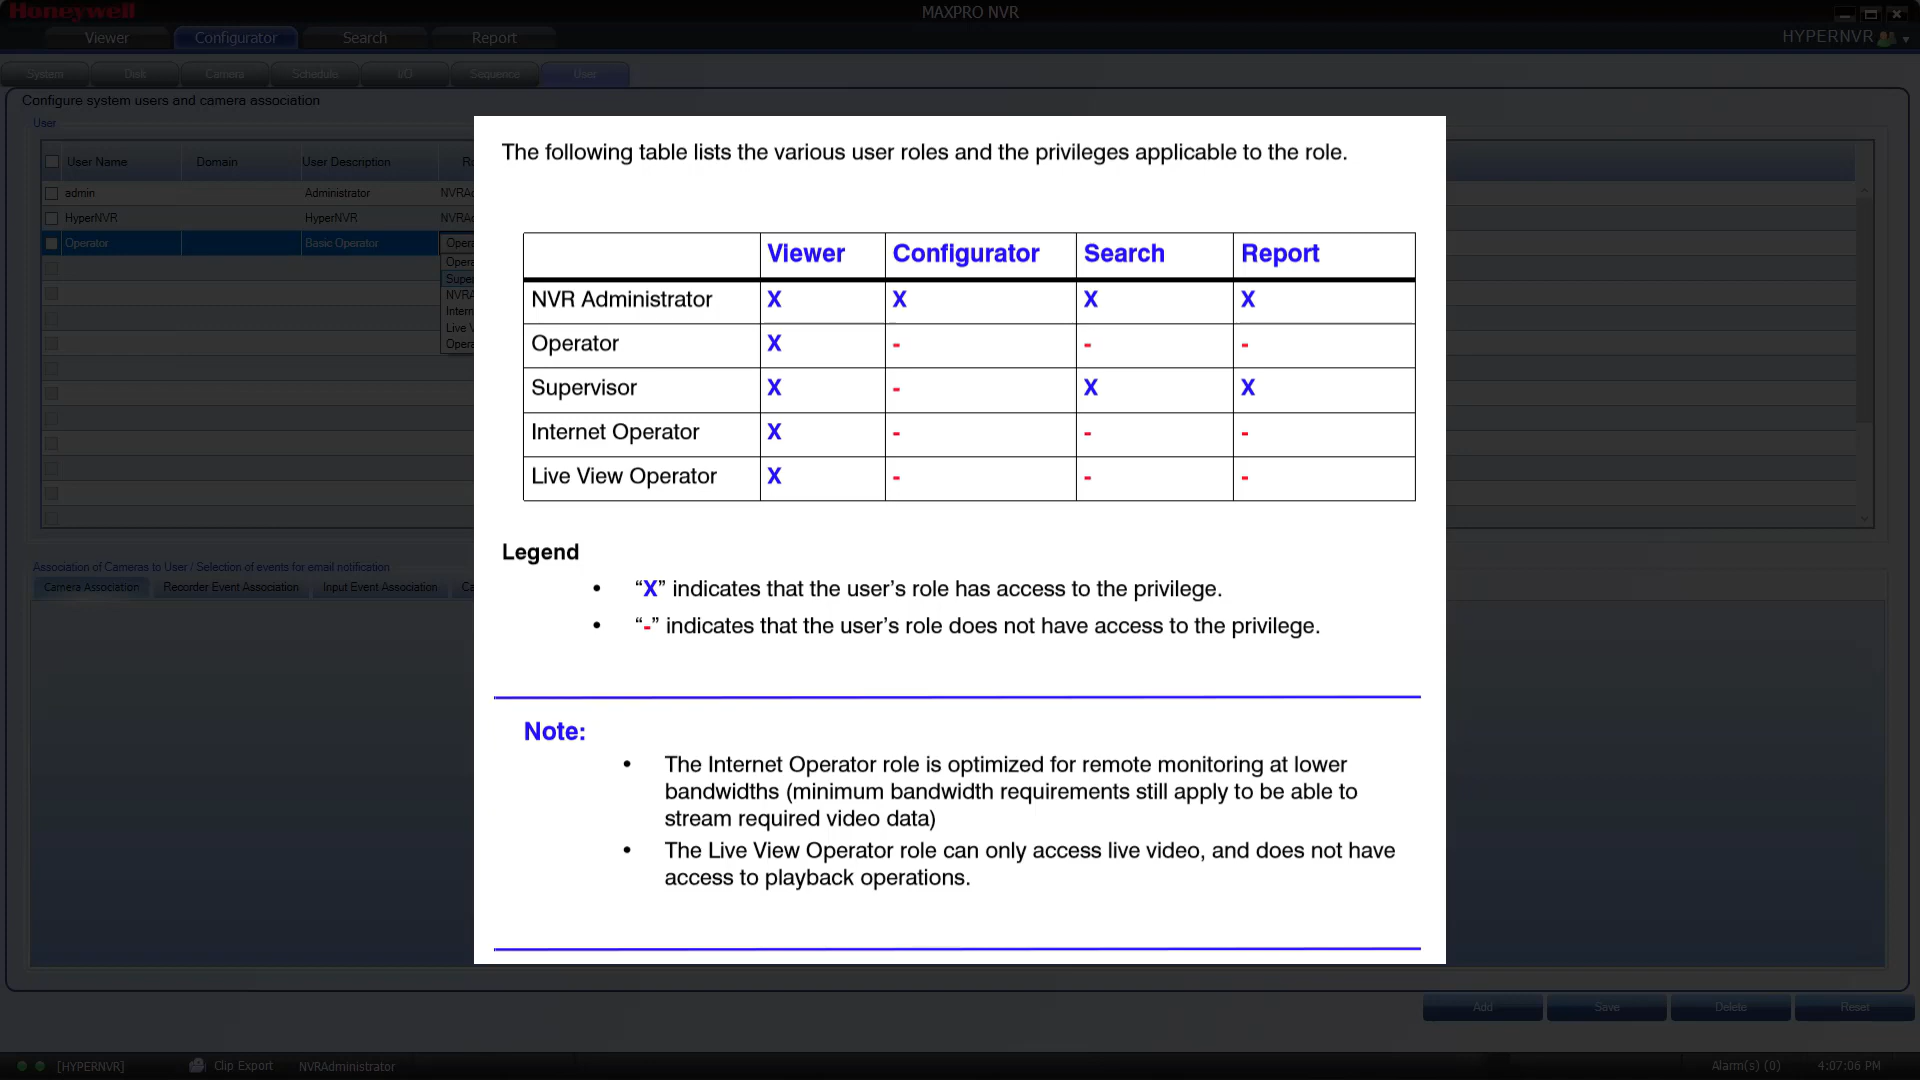 Honeywell
MAXPRO NVR
Viewer Configurator Search Report
HYPERNVR
System Disk Camera Schedule I/O Sequence User
Configure system users and camera association
User
User Name Domain User Description
admin Administrator
HyperNVR HyperNVR
Operator Basic Operator
The following table lists the various user roles and the privileges applicable to the role.
Viewer Configurator Search Report
NVR Administrator X X X X
Operator X - - -
Supervisor X - X X
Internet Operator X - - -
Live View Operator X - - -
Legend
• “X” indicates that the user’s role has access to the privilege.
• “-” indicates that the user’s role does not have access to the privilege.
Note:
• The Internet Operator role is optimized for remote monitoring at lower
bandwidths (minimum bandwidth requirements still apply to be able to
stream required video data)
• The Live View Operator role can only access live video, and does not have
access to playback operations.
Association of Cameras to User / Selection of events for email notification
Camera Association Recorder Event Association Input Event Association
Add Save Delete Reset
[HYPERNVR] Clip Export NVRAdministrator
Alarm(s) (0) 4:07:06 PM